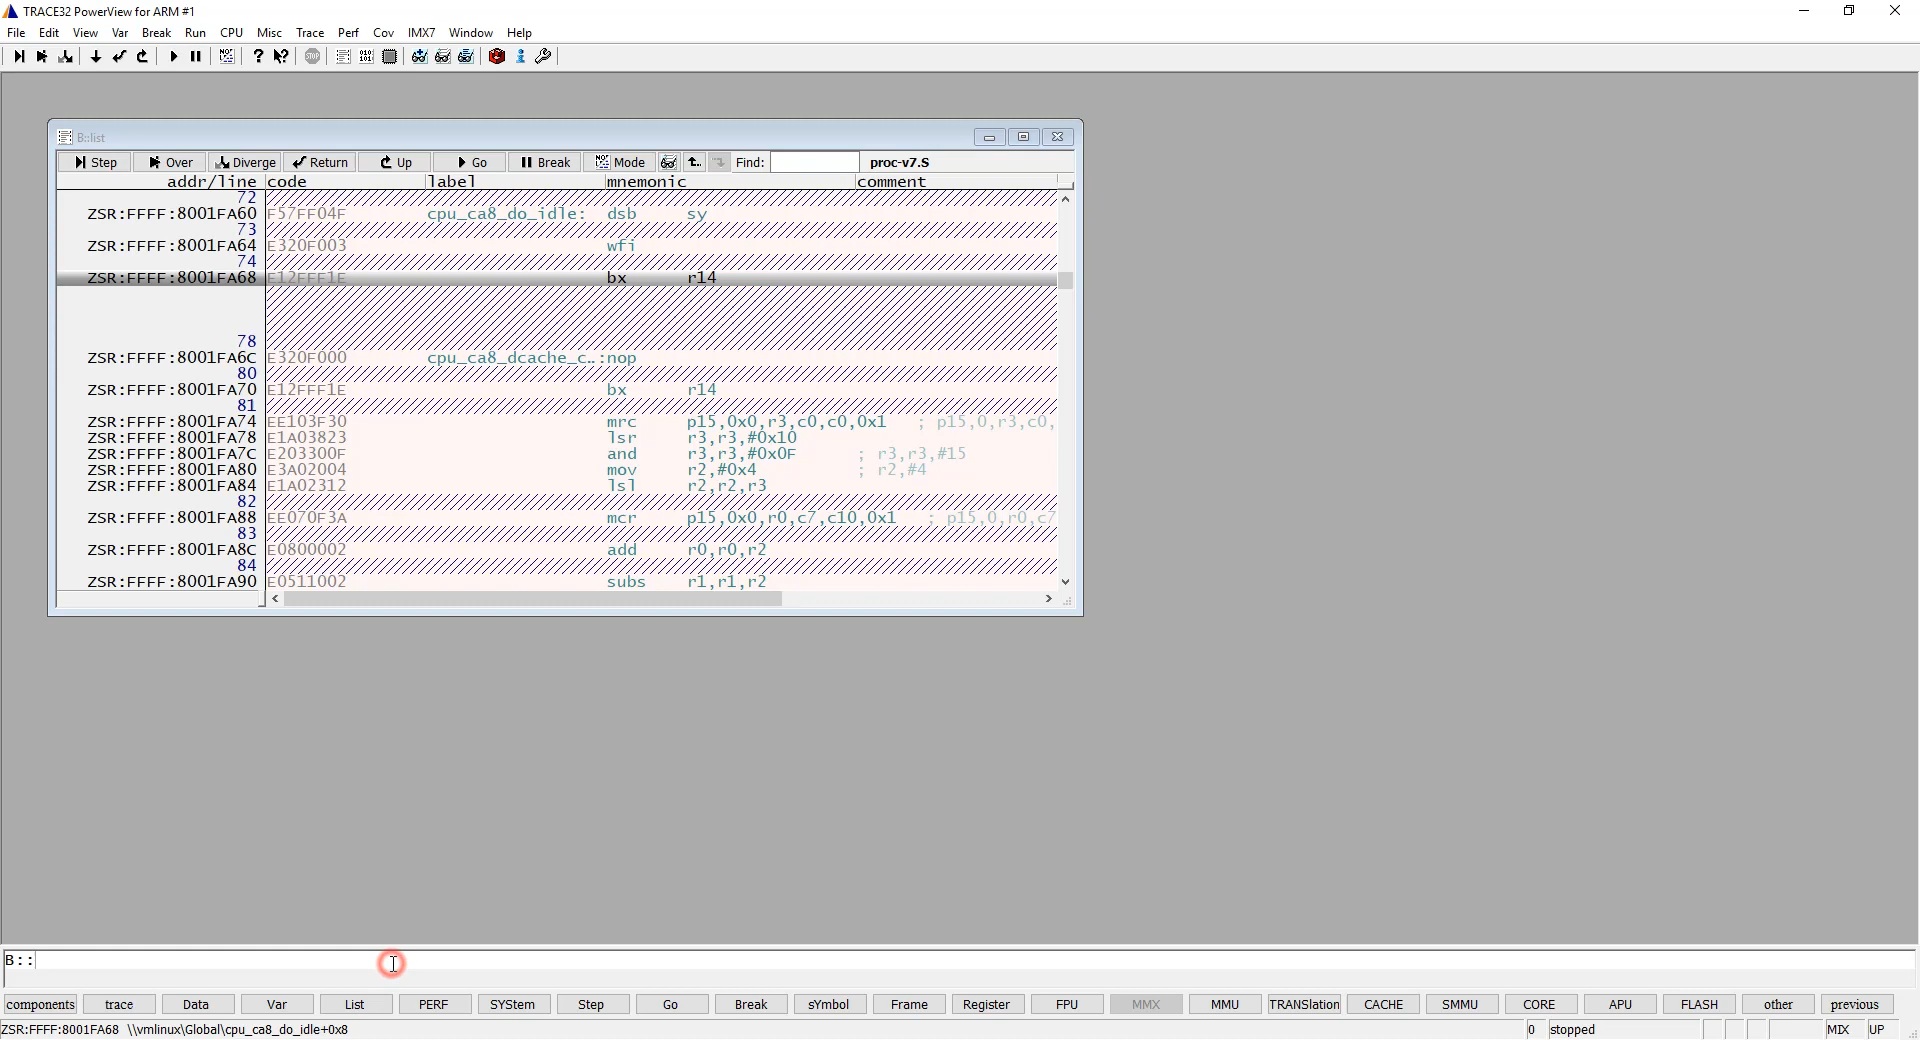 TRACE32 PowerView for ARM #1
File Edit View Var Break Run CPU Misc Trace Perf Cov IMX7 Window Help
B::list
Step Over Diverge Return Up Go Break Mode Find: proc-v7.S
addr/line code label mnemonic comment
72
ZSR:FFFF:8001FA60 F57FF04F cpu_ca8_do_idle: dsb sy
73
ZSR:FFFF:8001FA64 E320F003 wfi
74
ZSR:FFFF:8001FA68 E12FFF1E bx r14
78
ZSR:FFFF:8001FA6C E320F000 cpu_ca8_dcache_c..:nop
80
ZSR:FFFF:8001FA70 E12FFF1E bx r14
81
ZSR:FFFF:8001FA74 EE103F30 mrc p15,0x0,r3,c0,c0,0x1 ; p15,0,r3,c0,
ZSR:FFFF:8001FA78 E1A03823 lsr r3,r3,#0x10
ZSR:FFFF:8001FA7C E203300F and r3,r3,#0x0F ; r3,r3,#15
ZSR:FFFF:8001FA80 E3A02004 mov r2,#0x4 ; r2,#4
ZSR:FFFF:8001FA84 E1A02312 lsl r2,r2,r3
82
ZSR:FFFF:8001FA88 EE070F3A mcr p15,0x0,r0,c7,c10,0x1 ; p15,0,r0,c7
83
ZSR:FFFF:8001FA8C E0800002 add r0,r0,r2
84
ZSR:FFFF:8001FA90 E0511002 subs r1,r1,r2
B::
components trace Data Var List PERF SYStem Step Go Break sYmbol Frame Register FPU MMX MMU TRANSlation CACHE SMMU CORE APU FLASH other previous
ZSR:FFFF:8001FA68 \\vmlinux\Global\cpu_ca8_do_idle+0x8 0 stopped MIX UP